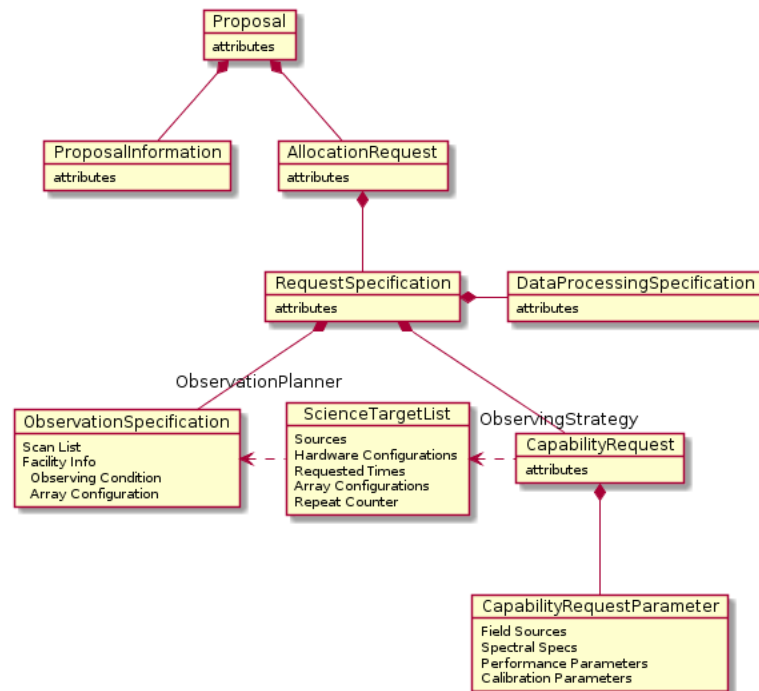 Proposal
attributes
ProposalInformation
attributes
AllocationRequest
attributes
RequestSpecification
attributes
DataProcessingSpecification
attributes
ObservationPlanner
ObservingStrategy
ObservationSpecification
Scan List
Facility Info
Observing Condition
Array Configuration
ScienceTargetList
Sources
Hardware Configurations
Requested Times
Array Configurations
Repeat Counter
CapabilityRequest
attributes
CapabilityRequestParameter
Field Sources
Spectral Specs
Performance Parameters
Calibration Parameters